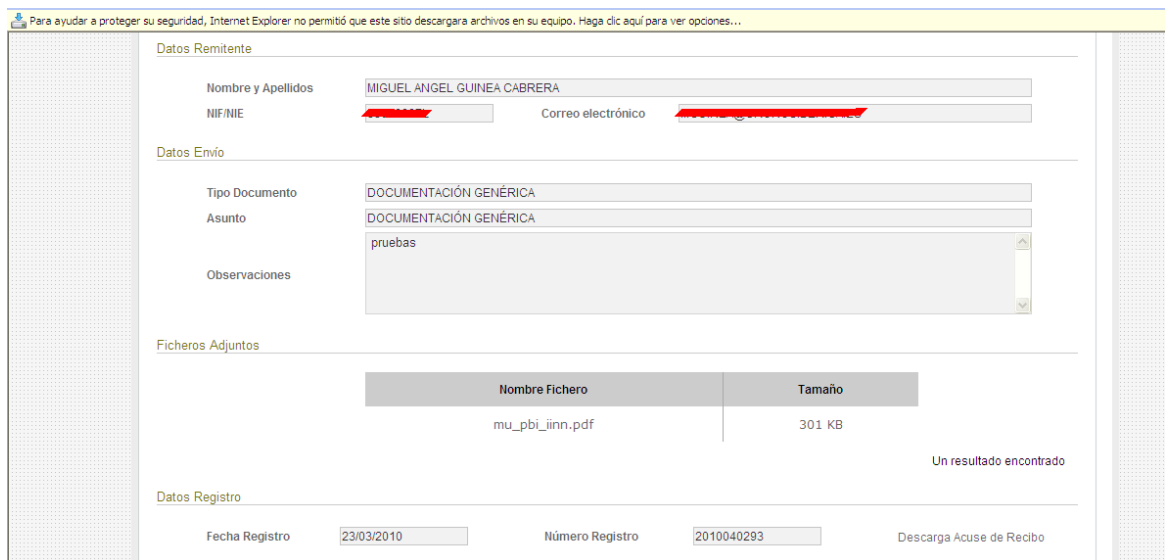 Para ayudar a proteger su seguridad, Internet Explorer no permitió que este sitio descargara archivos en su equipo. Haga clic aquí para ver opciones...
Datos Remitente
Nombre y Apellidos MIGUEL ANGEL GUINEA CABRERA
NIF/NIE Correo electrónico
Datos Envío
Tipo Documento DOCUMENTACIÓN GENÉRICA
Asunto DOCUMENTACIÓN GENÉRICA
pruebas
Observaciones
Ficheros Adjuntos
Nombre Fichero Tamaño
mu_pbi_iinn.pdf 301 KB
Un resultado encontrado
Datos Registro
Fecha Registro 23/03/2010 Número Registro 2010040293 Descarga Acuse de Recibo